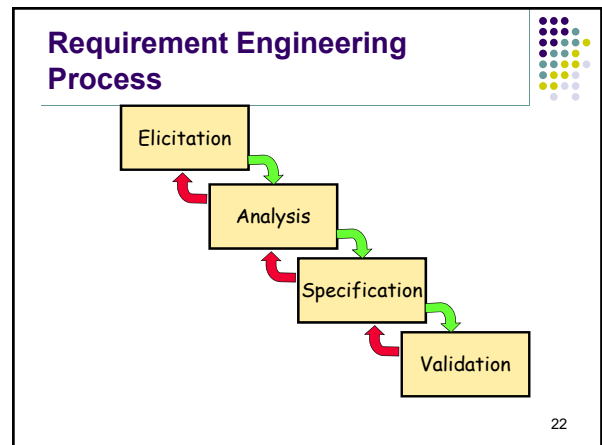 Requirement Engineering
Process
Elicitation
Analysis
Specification
Validation
22